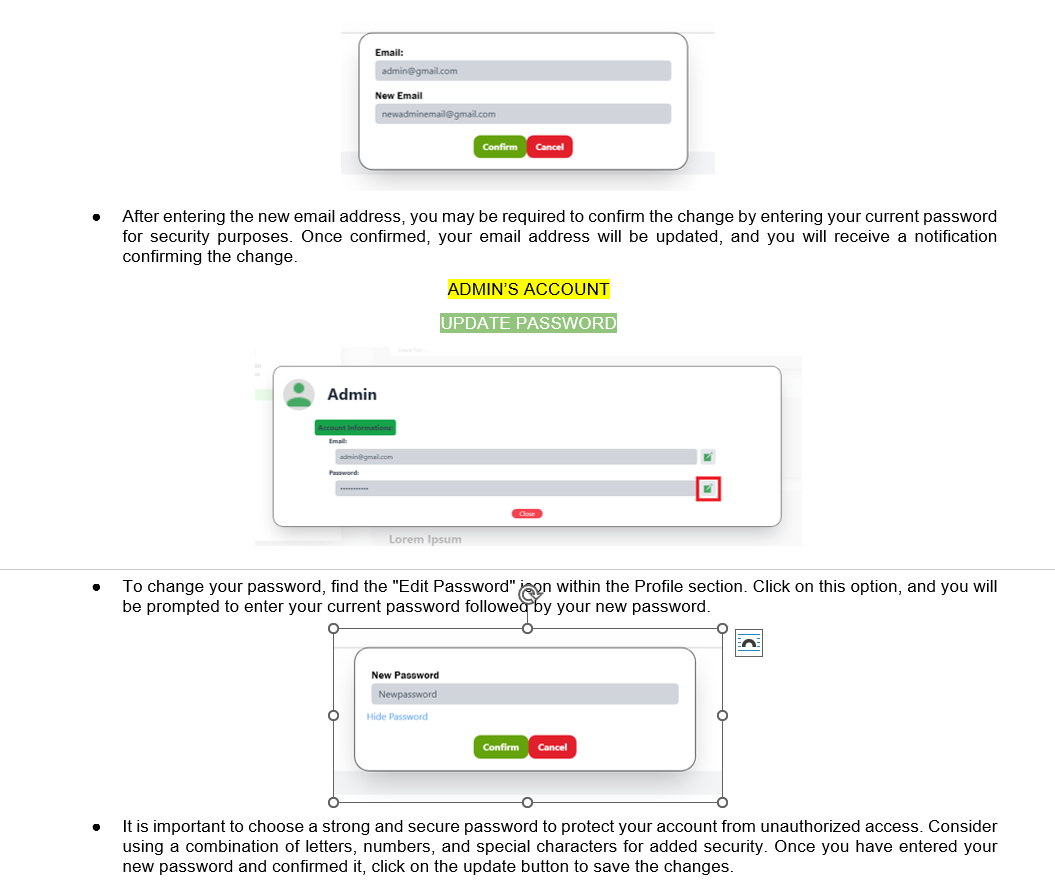 Email:
admin@gmail.com
New Email
newadminemail@gmail.com
Confirm Cancel
● After entering the new email address, you may be required to confirm the change by entering your current password
for security purposes. Once confirmed, your email address will be updated, and you will receive a notification
confirming the change.
ADMIN'S ACCOUNT
UPDATE PASSWORD
Admin
Account Informations:
Email:
admin@gmail.com
Password:
Close
Lorem Ipsum
● To change your password, find the "Edit Password" icon within the Profile section. Click on this option, and you will
be prompted to enter your current password followed by your new password.
New Password
Newpassword
Hide Password
Confirm Cancel
● It is important to choose a strong and secure password to protect your account from unauthorized access. Consider
using a combination of letters, numbers, and special characters for added security. Once you have entered your
new password and confirmed it, click on the update button to save the changes.